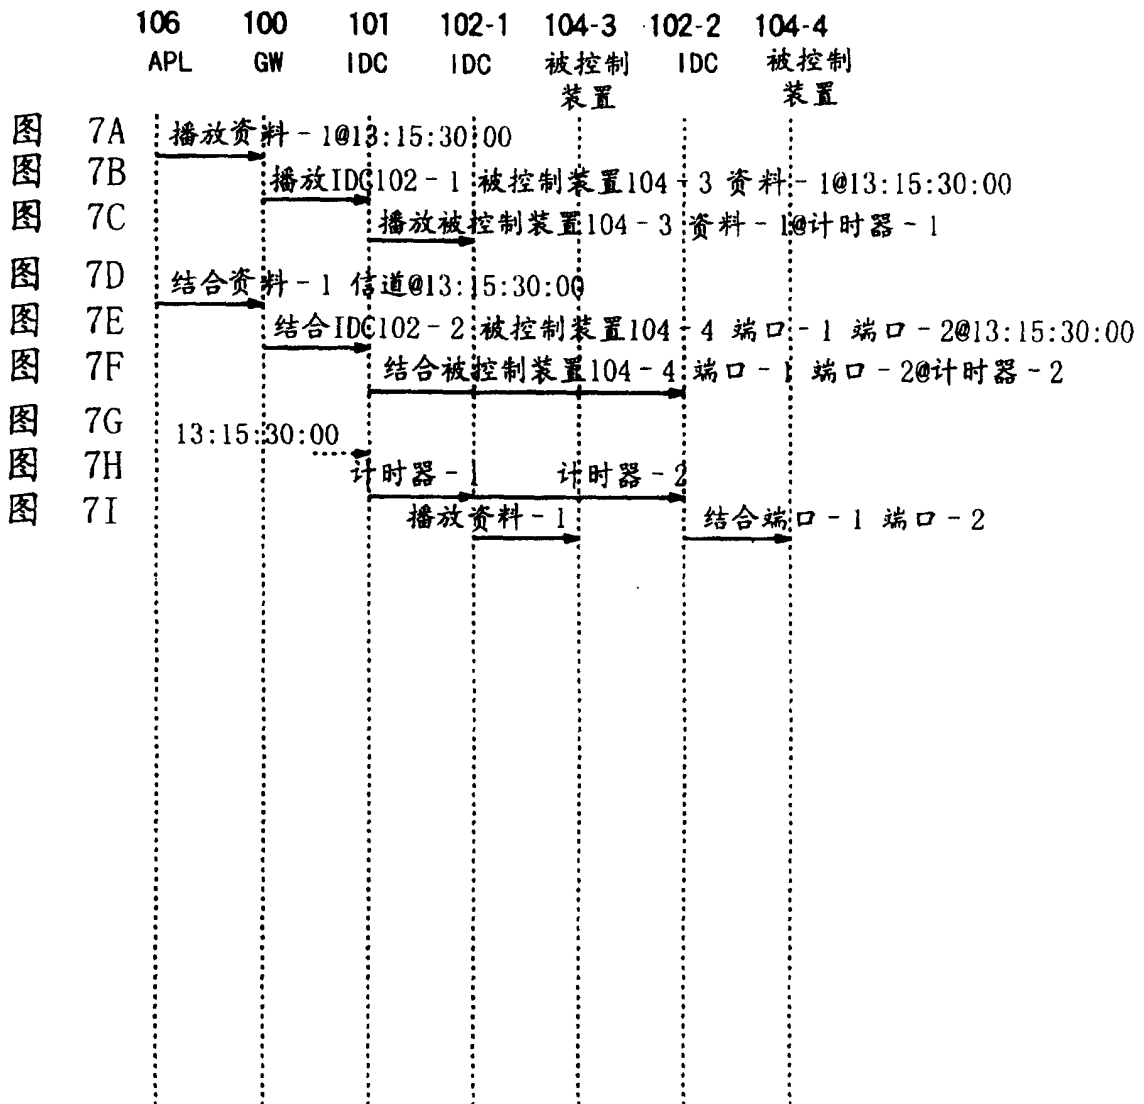 106 100 101 102-1 104-3 102-2 104-4
APL GW IDC IDC 被控制 IDC 被控制
装置 装置
图 7A 播放资料-1@13:15:30:00
图 7B 播放IDC102-1 被控制装置104-3 资料-1@13:15:30:00
图 7C 播放被控制装置104-3 资料-1@计时器-1
图 7D 结合资料-1 信道@13:15:30:00
图 7E 结合IDC102-2 被控制装置104-4 端口-1 端口-2@13:15:30:00
图 7F 结合被控制装置104-4 端口-1 端口-2@计时器-2
图 7G 13:15:30:00
图 7H 计时器-1 计时器-2
图 7I 播放资料-1 结合端口-1 端口-2